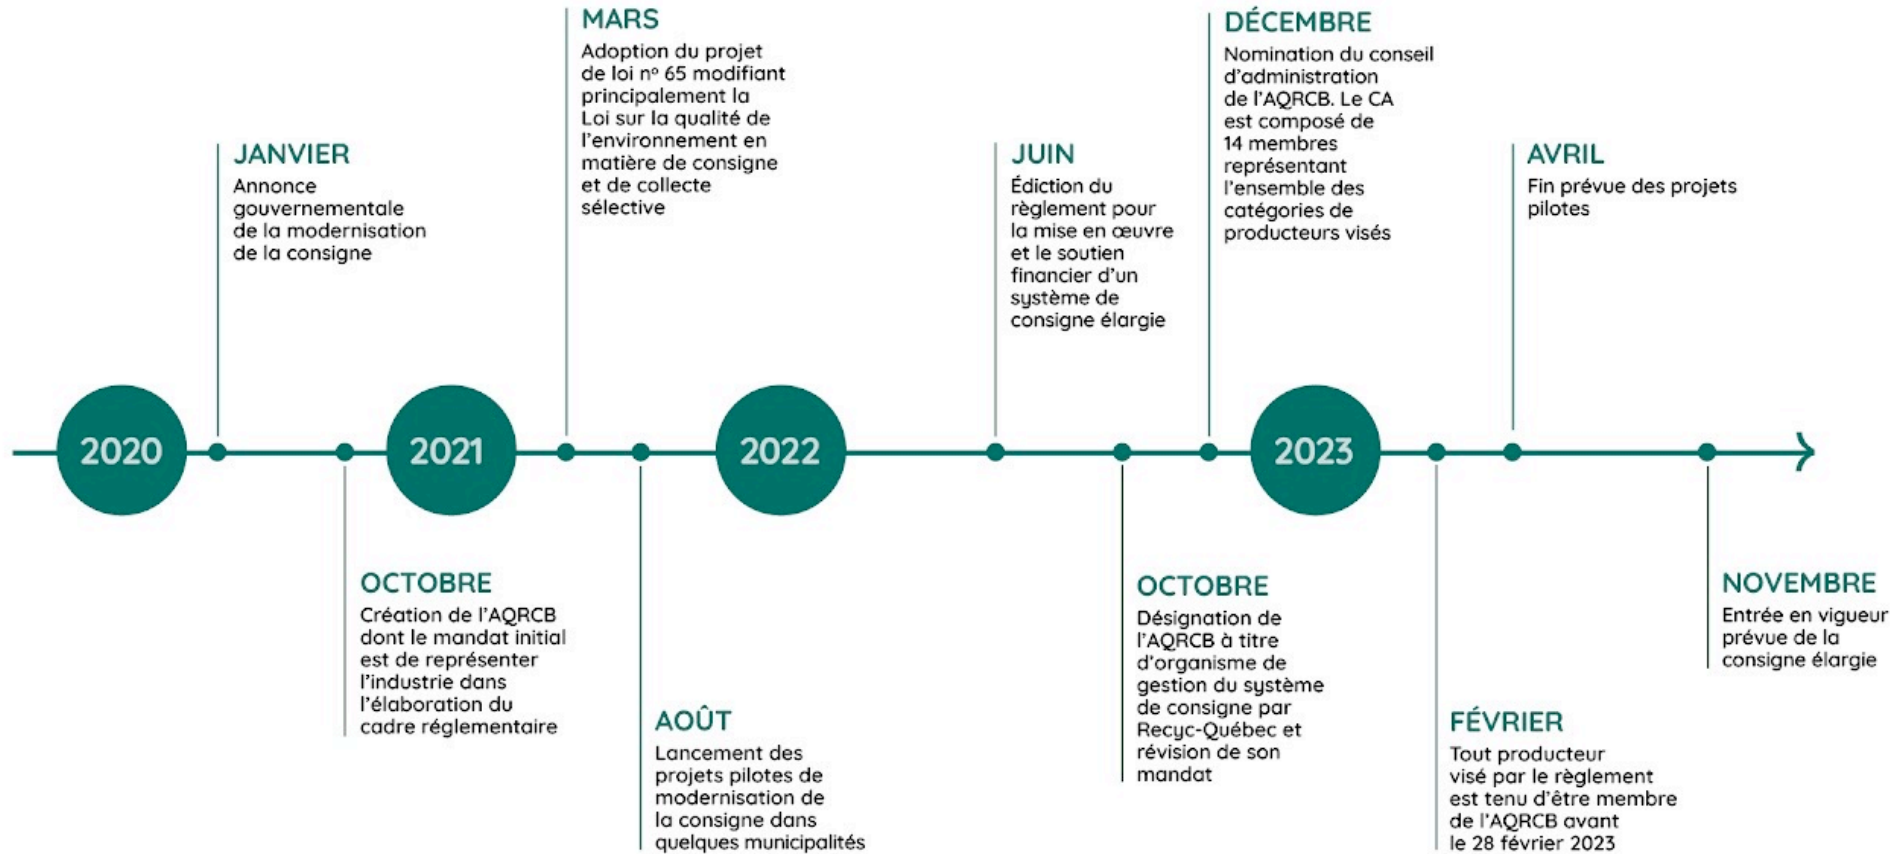 2020
JANVIER
Annonce
gouvernementale
de la modernisation
de la consigne
OCTOBRE
Création de l'AQRCB
dont le mandat initial
est de représenter
l'industrie dans
l'élaboration du
cadre réglementaire
2021
MARS
Adoption du projet
de loi nº 65 modifiant
principalement la
Loi sur la qualité de
l'environnement en
matière de consigne
et de collecte
sélective
AOÛT
Lancement des
projets pilotes de
modernisation de
la consigne dans
quelques municipalités
2022
JUIN
Édiction du
règlement pour
la mise en œuvre
et le soutien
financier d'un
système de
consigne élargie
OCTOBRE
Désignation de
l'AQRCB à titre
d'organisme de
gestion du système
de consigne par
Recyc-Québec et
révision de son
mandat
DÉCEMBRE
Nomination du conseil
d'administration
de l'AQRCB. Le CA
est composé de
14 membres
représentant
l'ensemble des
catégories de
producteurs visés
2023
FÉVRIER
Tout producteur
visé par le règlement
est tenu d'être membre
de l'AQRCB avant
le 28 février 2023
AVRIL
Fin prévue des projets
pilotes
NOVEMBRE
Entrée en vigueur
prévue de la
consigne élargie